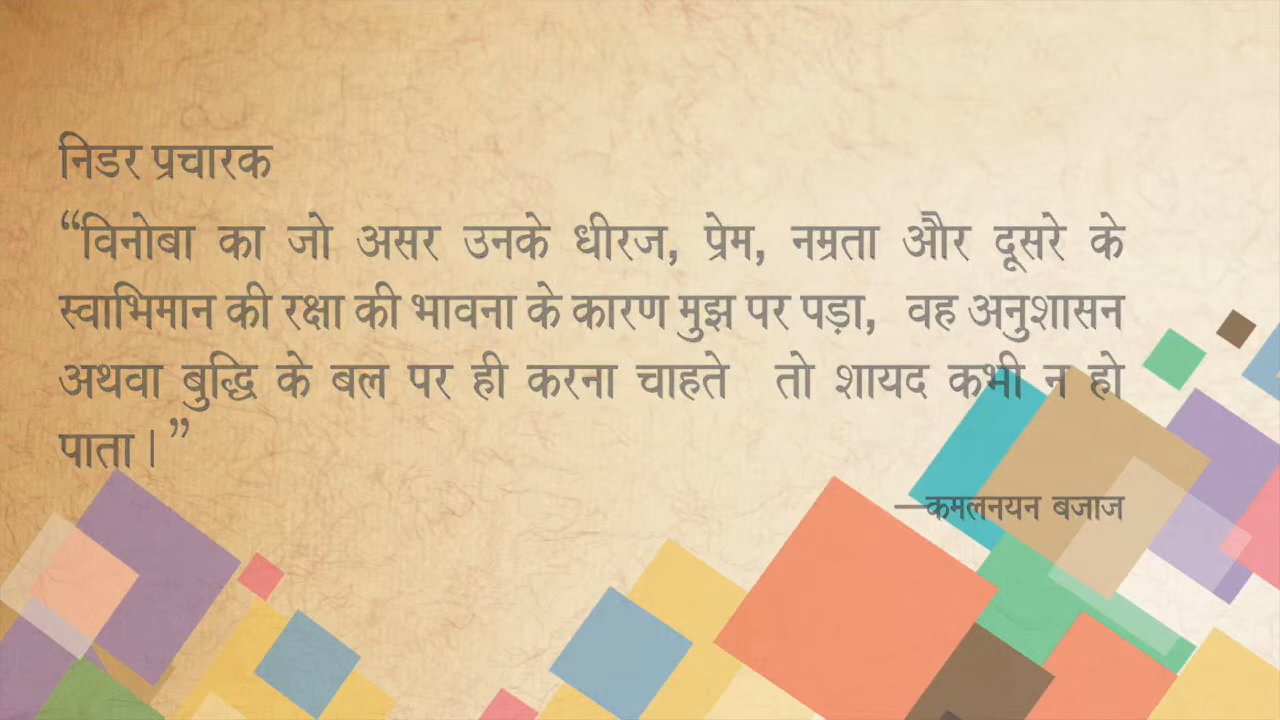 निडर प्रचारक
“विनोबा का जो असर उनके धीरज, प्रेम, नम्रता और दूसरे के
स्वाभिमान की रक्षा की भावना के कारण मुझ पर पड़ा, वह अनुशासन
अथवा बुद्धि के बल पर ही करना चाहते तो शायद कभी न हो
पाता।”
—कमलनयन बजाज